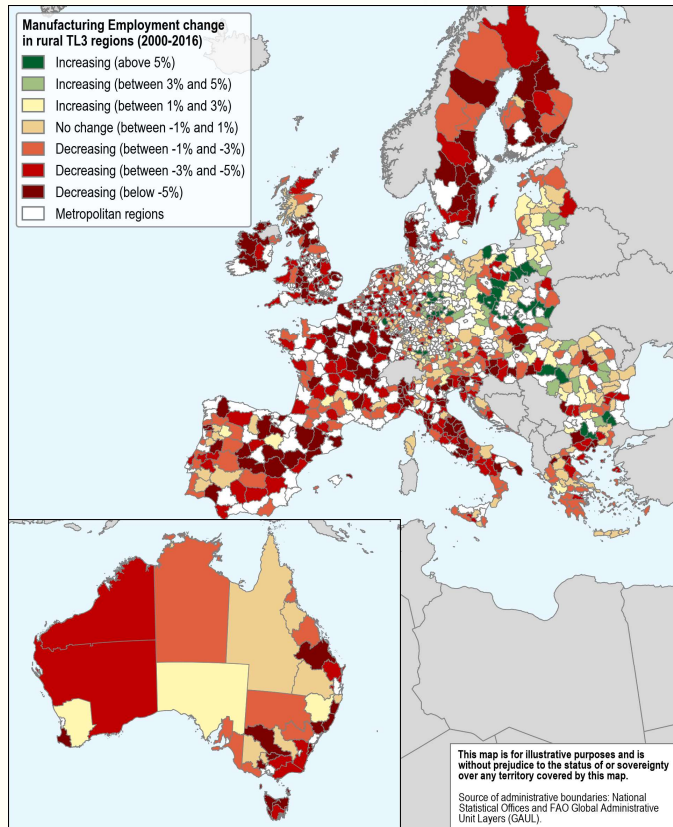 Manufacturing Employment change
in rural TL3 regions (2000-2016)
Increasing (above 5%)
Increasing (between 3% and 5%)
Increasing (between 1% and 3%)
No change (between -1% and 1%)
Decreasing (between -1% and -3%)
Decreasing (between -3% and -5%)
Decreasing (below -5%)
Metropolitan regions
This map is for illustrative purposes and is
without prejudice to the status of or sovereignty
over any territory covered by this map.
Source of administrative boundaries: National
Statistical Offices and FAO Global Administrative
Unit Layers (GAUL).